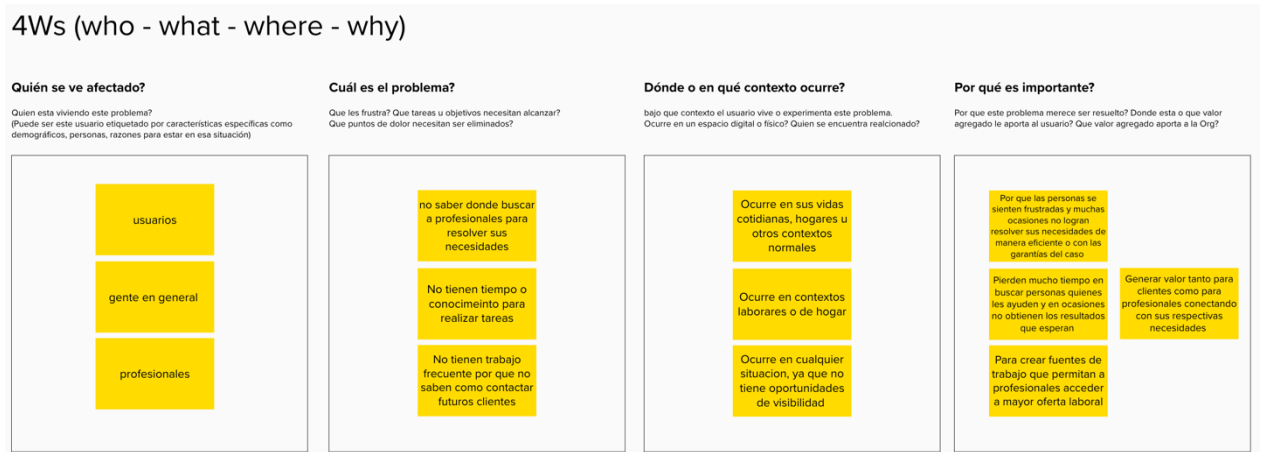 4Ws (who - what - where - why)
Quién se ve afectado?
Quien esta viviendo este problema?
(Puede ser este usuario etiquetado por características específicas como
demográficos, personas, razones para estar en esa situación)
usuarios
gente en general
profesionales
Cuál es el problema?
Que les frustra? Que tareas u objetivos necesitan alcanzar?
Que puntos de dolor necesitan ser eliminados?
no saber donde buscar
a profesionales para
resolver sus
necesidades
No tienen tiempo o
conocimeinto para
realizar tareas
No tienen trabajo
frecuente por que no
saben como contactar
futuros clientes
Dónde o en qué contexto ocurre?
bajo que contexto el usuario vive o experimenta este problema.
Ocurre en un espacio digital o físico? Quien se encuentra realcionado?
Ocurre en sus vidas
cotidianas, hogares u
otros contextos
normales
Ocurre en contextos
laborares o de hogar
Ocurre en cualquier
situacion, ya que no
tiene oportunidades
de visibilidad
Por qué es importante?
Por que este problema merece ser resuelto? Donde esta o que valor
agregado le aporta al usuario? Que valor agregado aporta a la Org?
Por que las personas se
sienten frustradas y muchas
ocasiones no logran
resolver sus necesidades de
manera eficiente o con las
garantías del caso
Pierden mucho tiempo en
buscar personas quienes
les ayuden y en ocasiones
no obtienen los resultados
que esperan
Generar valor tanto para
clientes como para
profesionales conectando
con sus respectivas
necesidades
Para crear fuentes de
trabajo que permitan a
profesionales acceder
a mayor oferta laboral